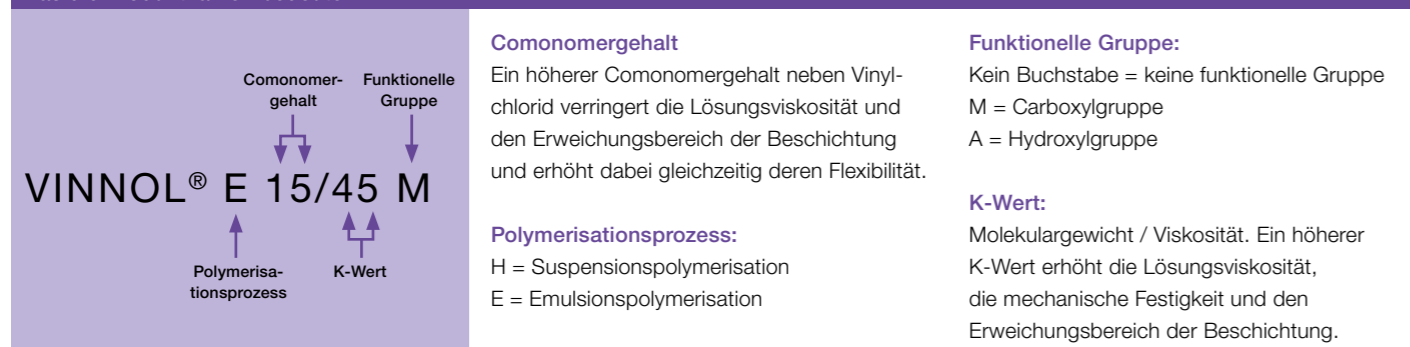 Comonomer-
gehalt
Funktionelle
Gruppe
VINNOL® E 15/45 M
Polymerisa-
tionsprozess
K-Wert
Comonomergehalt
Ein höherer Comonomergehalt neben Vinyl-
chlorid verringert die Lösungsviskosität und
den Erweichungsbereich der Beschichtung
und erhöht dabei gleichzeitig deren Flexibilität.
Polymerisationsprozess:
H = Suspensionspolymerisation
E = Emulsionspolymerisation
Funktionelle Gruppe:
Kein Buchstabe = keine funktionelle Gruppe
M = Carboxylgruppe
A = Hydroxylgruppe
K-Wert:
Molekulargewicht / Viskosität. Ein höherer
K-Wert erhöht die Lösungsviskosität,
die mechanische Festigkeit und den
Erweichungsbereich der Beschichtung.